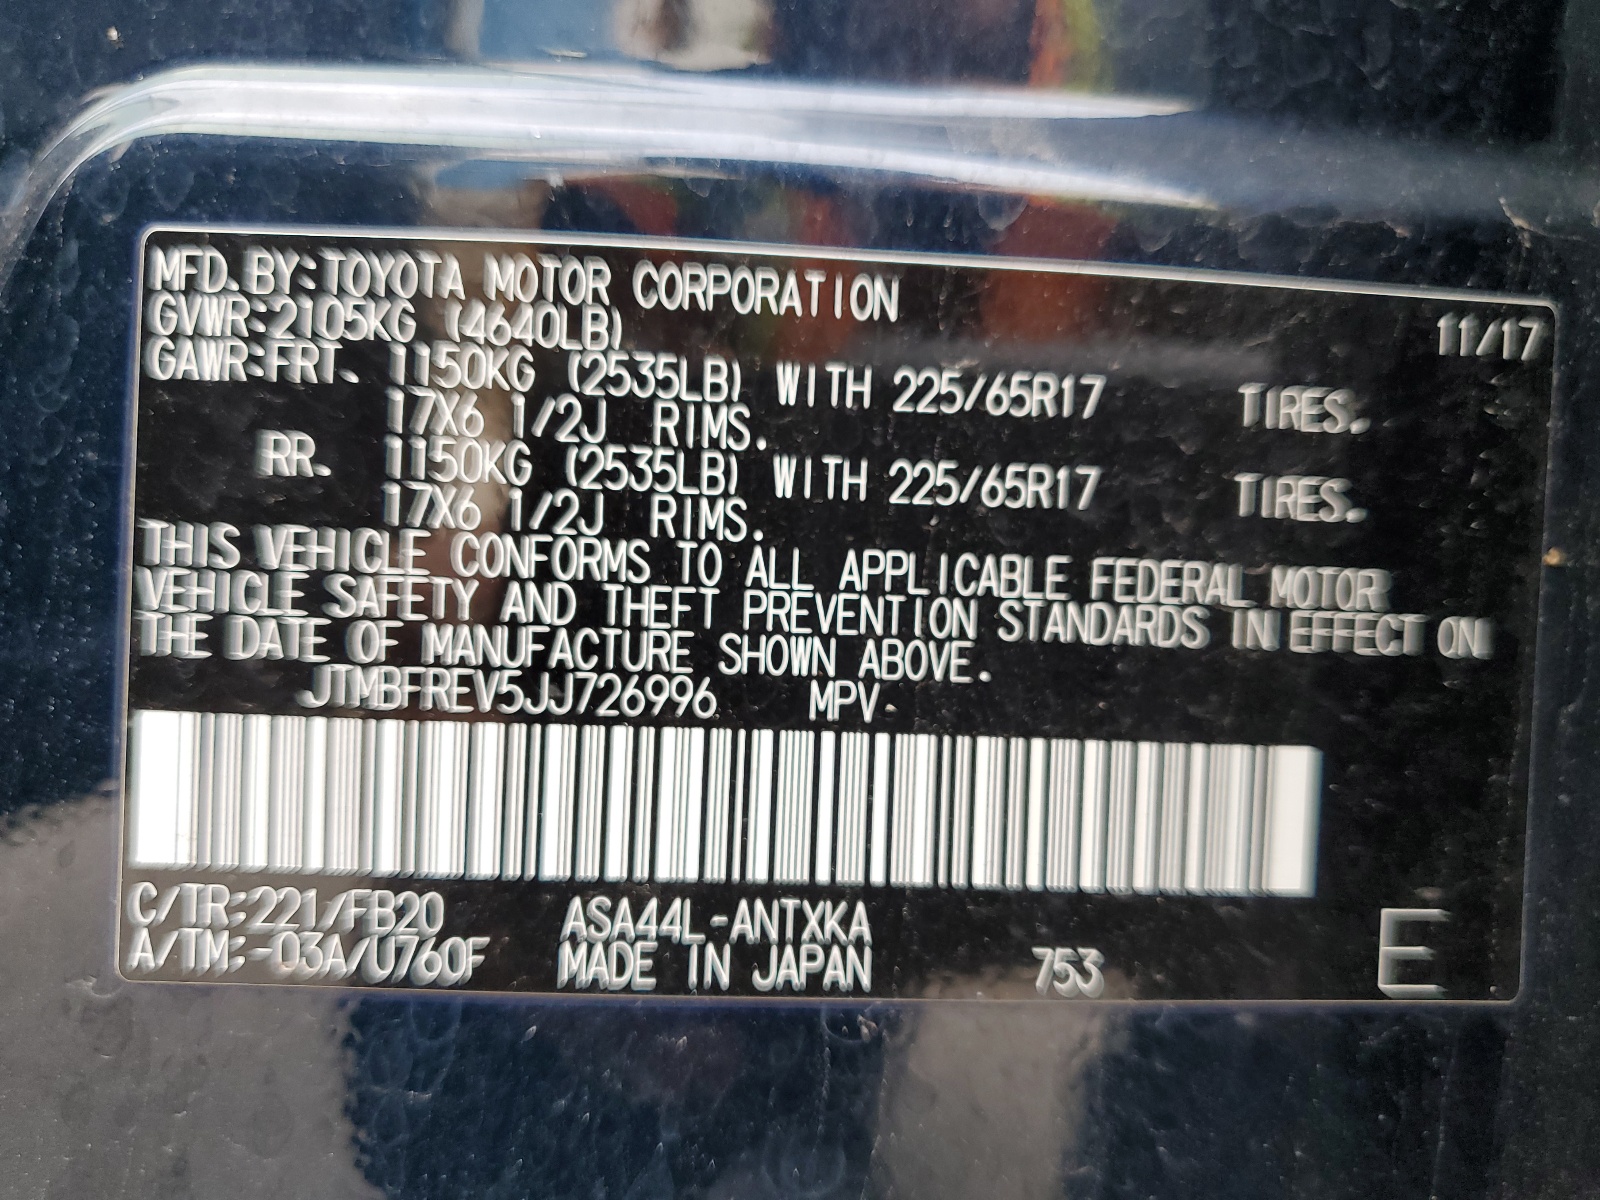 MFD. BY: TOYOTA MOTOR CORPORATION
GVWR: 2105KG (4640LB) 11/17
GAWR: FRT. 1150KG (2535LB) WITH 225/65R17 TIRES.
17X6 1/2J RIMS.
RR. 1150KG (2535LB) WITH 225/65R17 TIRES.
17X6 1/2J RIMS.
THIS VEHICLE CONFORMS TO ALL APPLICABLE FEDERAL MOTOR
VEHICLE SAFETY AND THEFT PREVENTION STANDARDS IN EFFECT ON
THE DATE OF MANUFACTURE SHOWN ABOVE.
JTMBFREV5JJ726996 MPV
C/TR: 221/FB20 ASA44L-ANTXKA
A/TM: -03A/U760F MADE IN JAPAN 753 E